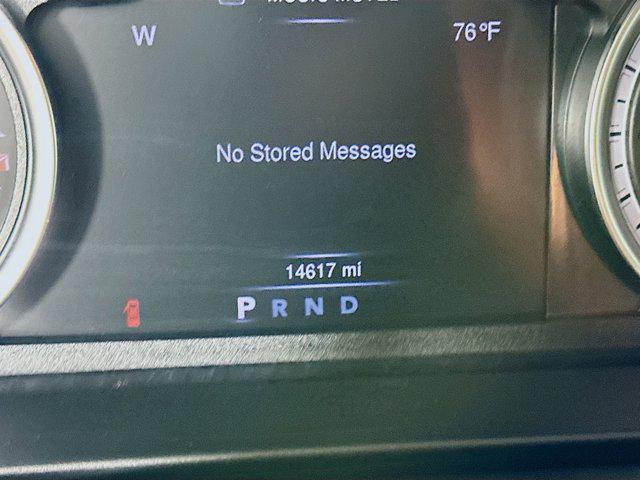 W
76°F
No Stored Messages
14617 mi
P R N D